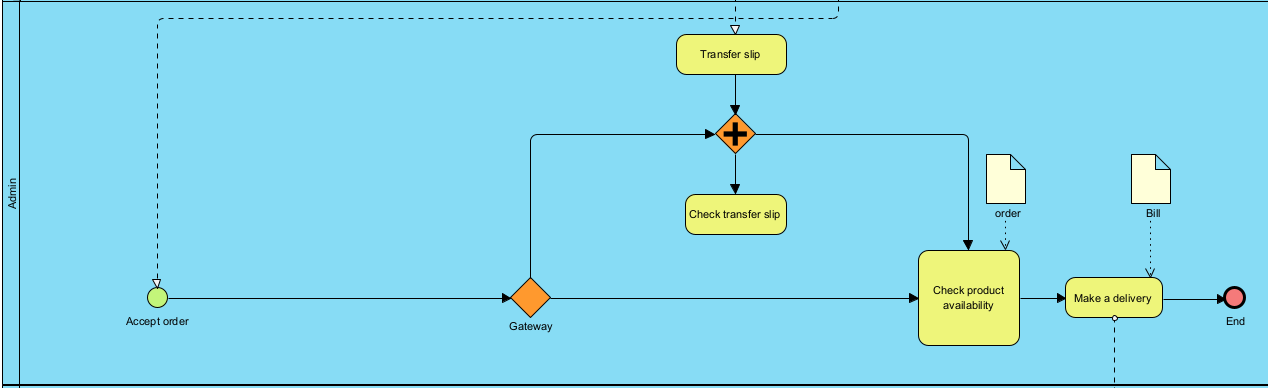 Admin
Transfer slip
Check transfer slip
order
Bill
Check product
availability
Make a delivery
Accept order
Gateway
End